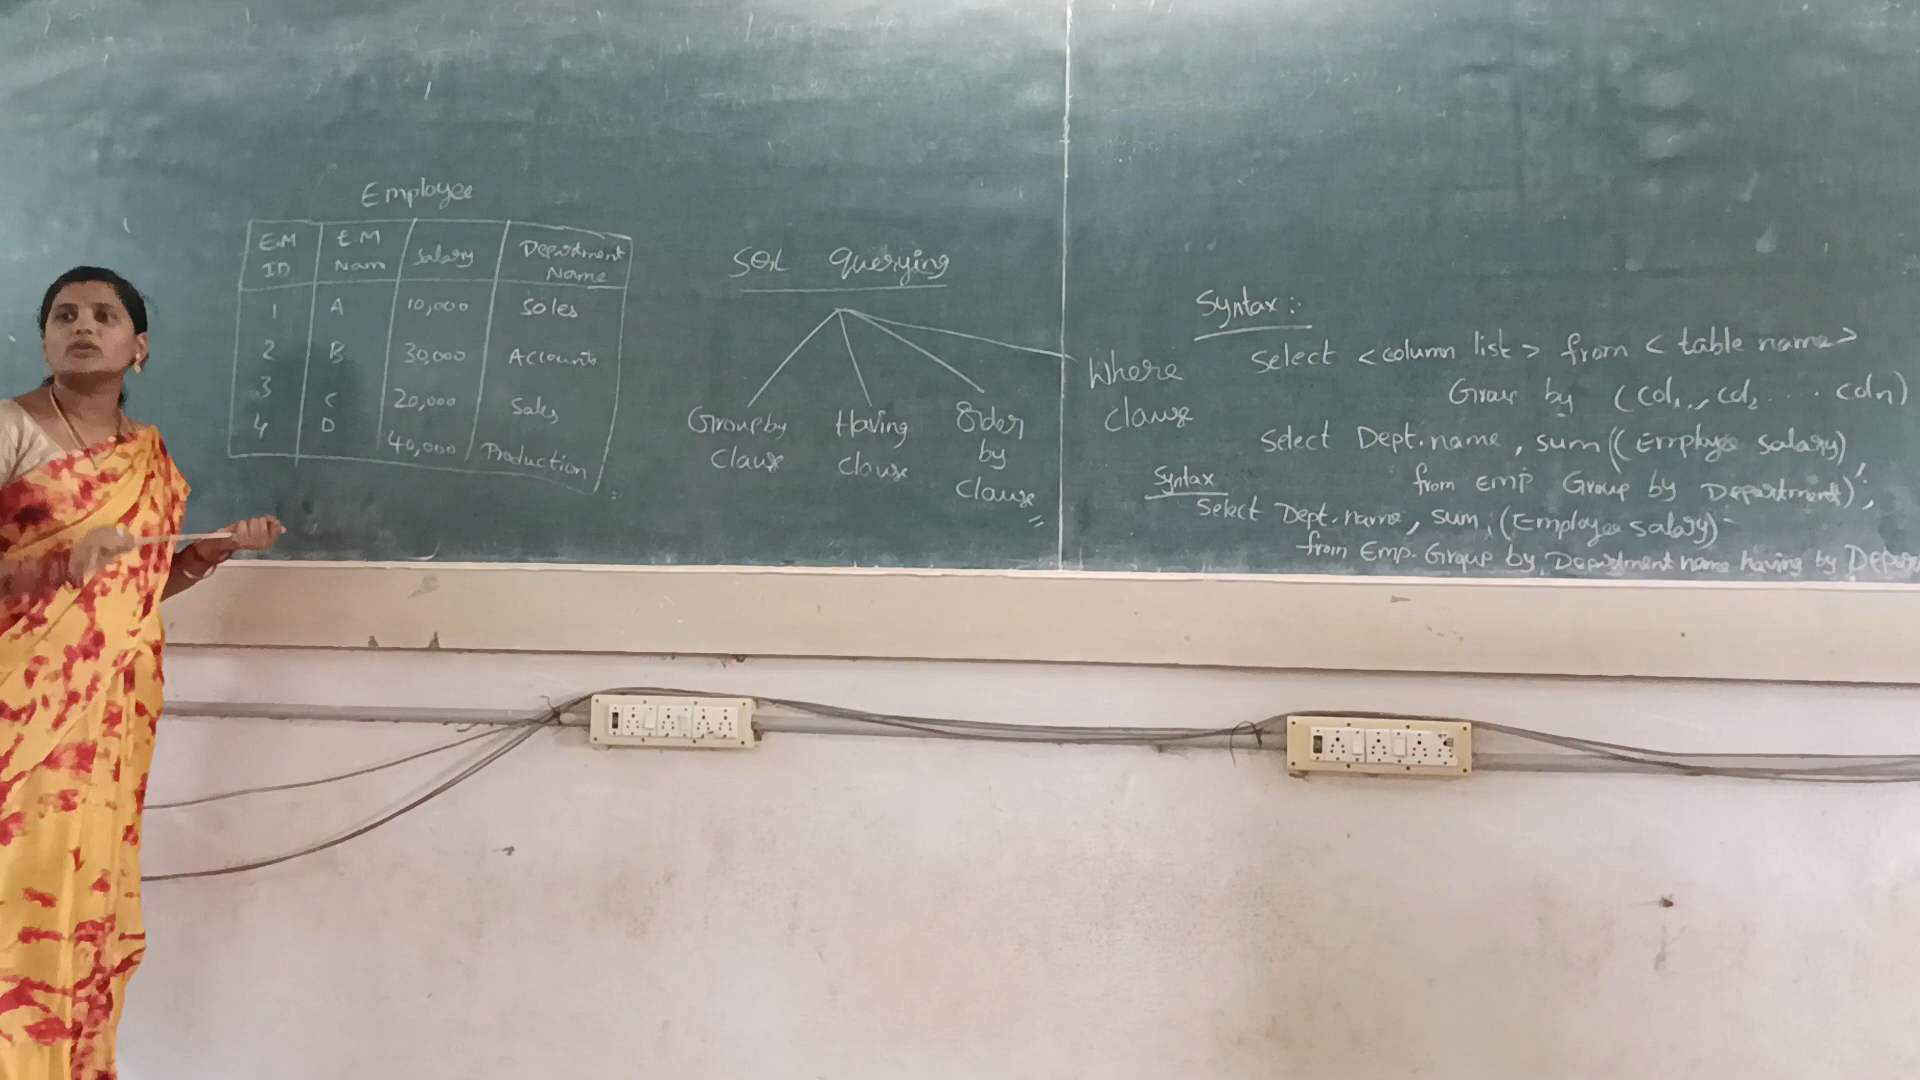 Employee
EM ID | EM Nam | Salary | Department Name
1 | A | 10,000 | Sales
2 | B | 30,000 | Accounts
3 | C | 20,000 | Sales
4 | D | 40,000 | Production
SQL Querying
Group by Clause
Having Clause
Order by Clause
Where Clause
Syntax :-
Select <column list> from < table name>
Group by (Col1, Col2 .... coln)
Select Dept.name, sum((Employee salary)
from emp Group by Department)';
Syntax
Select Dept.name, sum, (Employee salary)
from Emp. Group by Department name having by